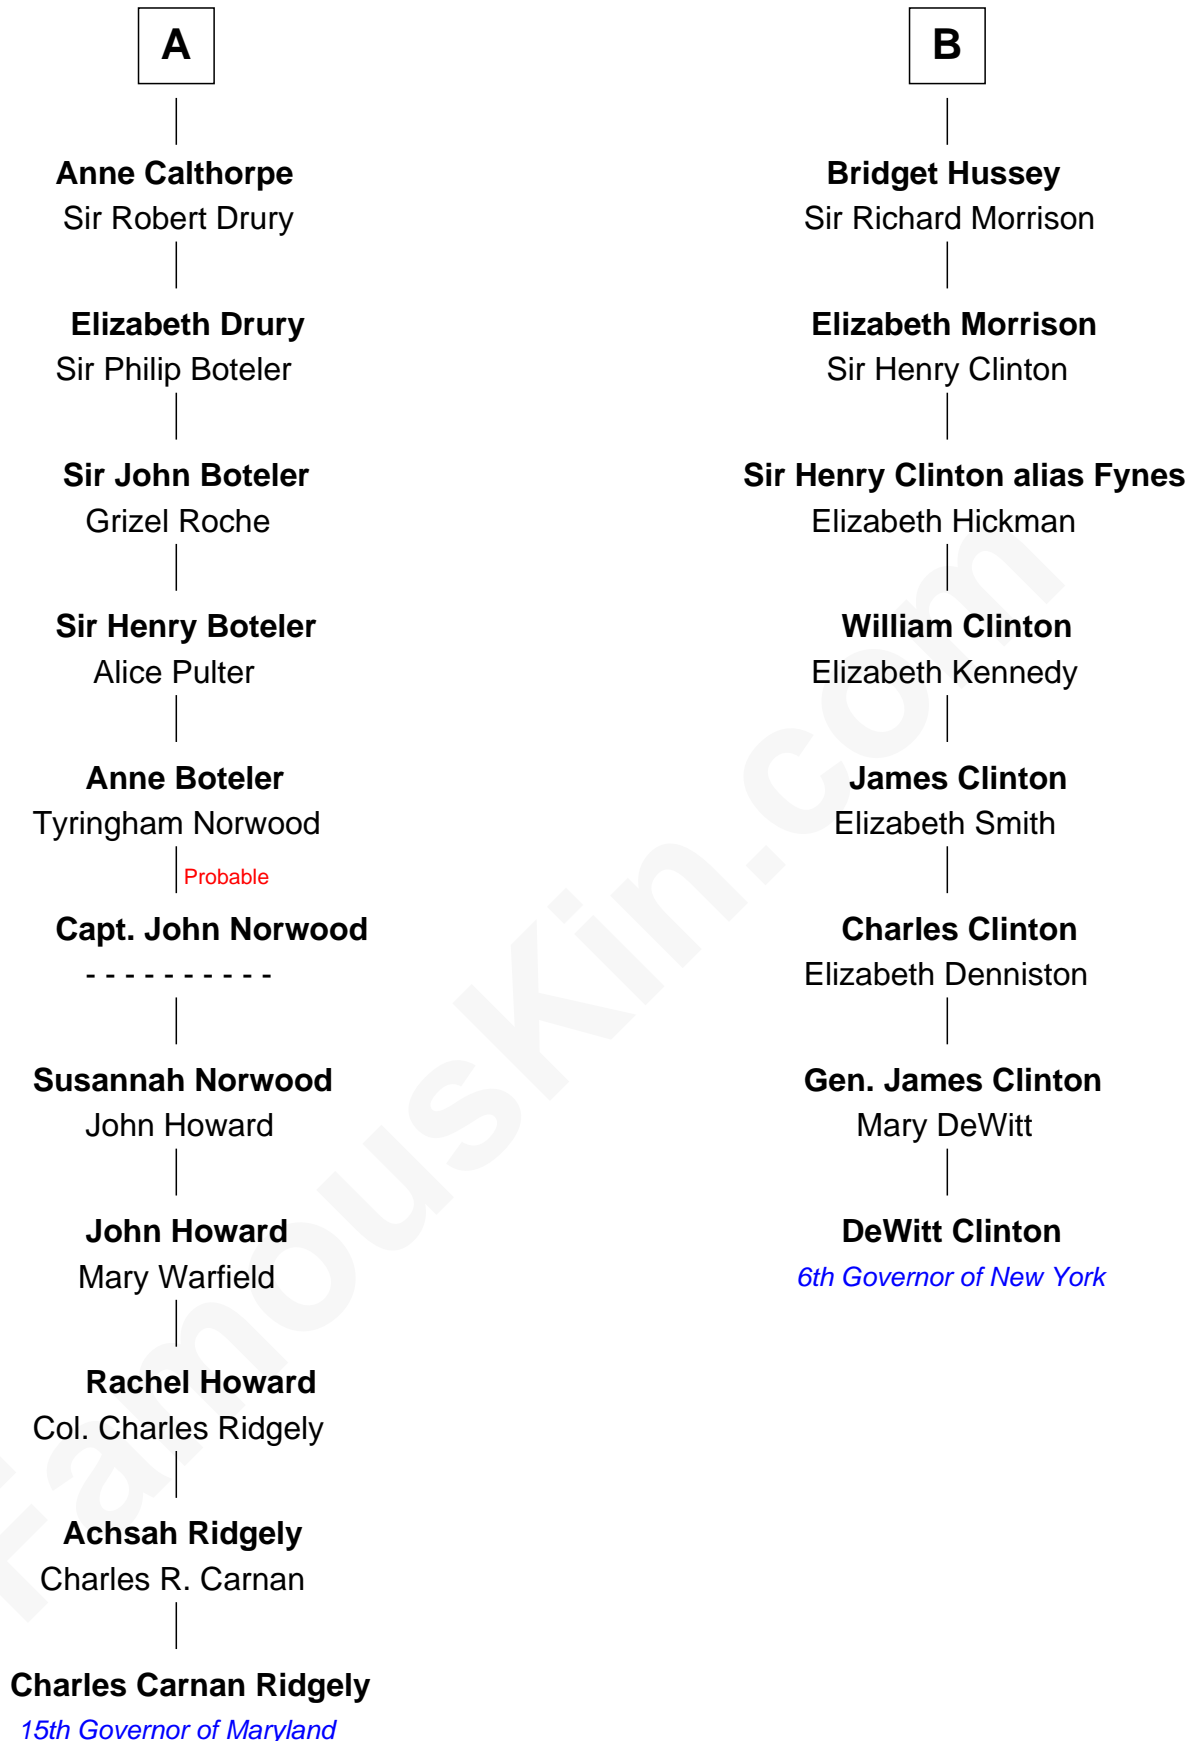 A
Anne Calthorpe
Sir Robert Drury
Elizabeth Drury
Sir Philip Boteler
Sir John Boteler
Grizel Roche
Sir Henry Boteler
Alice Pulter
Anne Boteler
Tyringham Norwood
Probable
Capt. John Norwood
- - - - - - - - - -
Susannah Norwood
John Howard
John Howard
Mary Warfield
Rachel Howard
Col. Charles Ridgely
Achsah Ridgely
Charles R. Carnan
Charles Carnan Ridgely
15th Governor of Maryland
B
Bridget Hussey
Sir Richard Morrison
Elizabeth Morrison
Sir Henry Clinton
Sir Henry Clinton alias Fynes
Elizabeth Hickman
William Clinton
Elizabeth Kennedy
James Clinton
Elizabeth Smith
Charles Clinton
Elizabeth Denniston
Gen. James Clinton
Mary DeWitt
DeWitt Clinton
6th Governor of New York
FamousKin.com